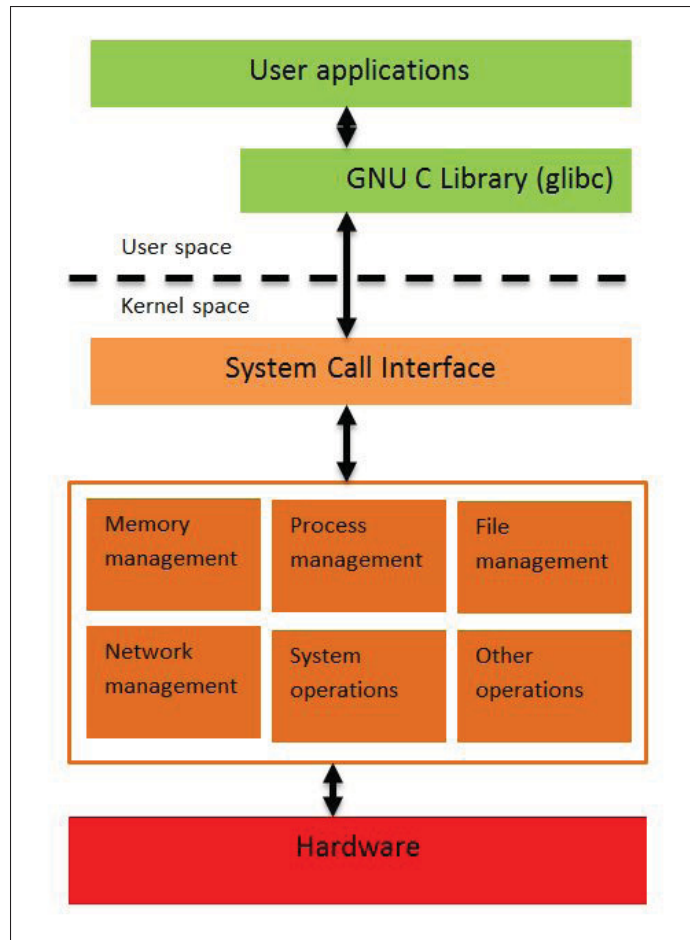 User applications
GNU C Library (glibc)
User space
Kernel space
System Call Interface
Memory
management
Process
management
File
management
Network
management
System
operations
Other
operations
Hardware